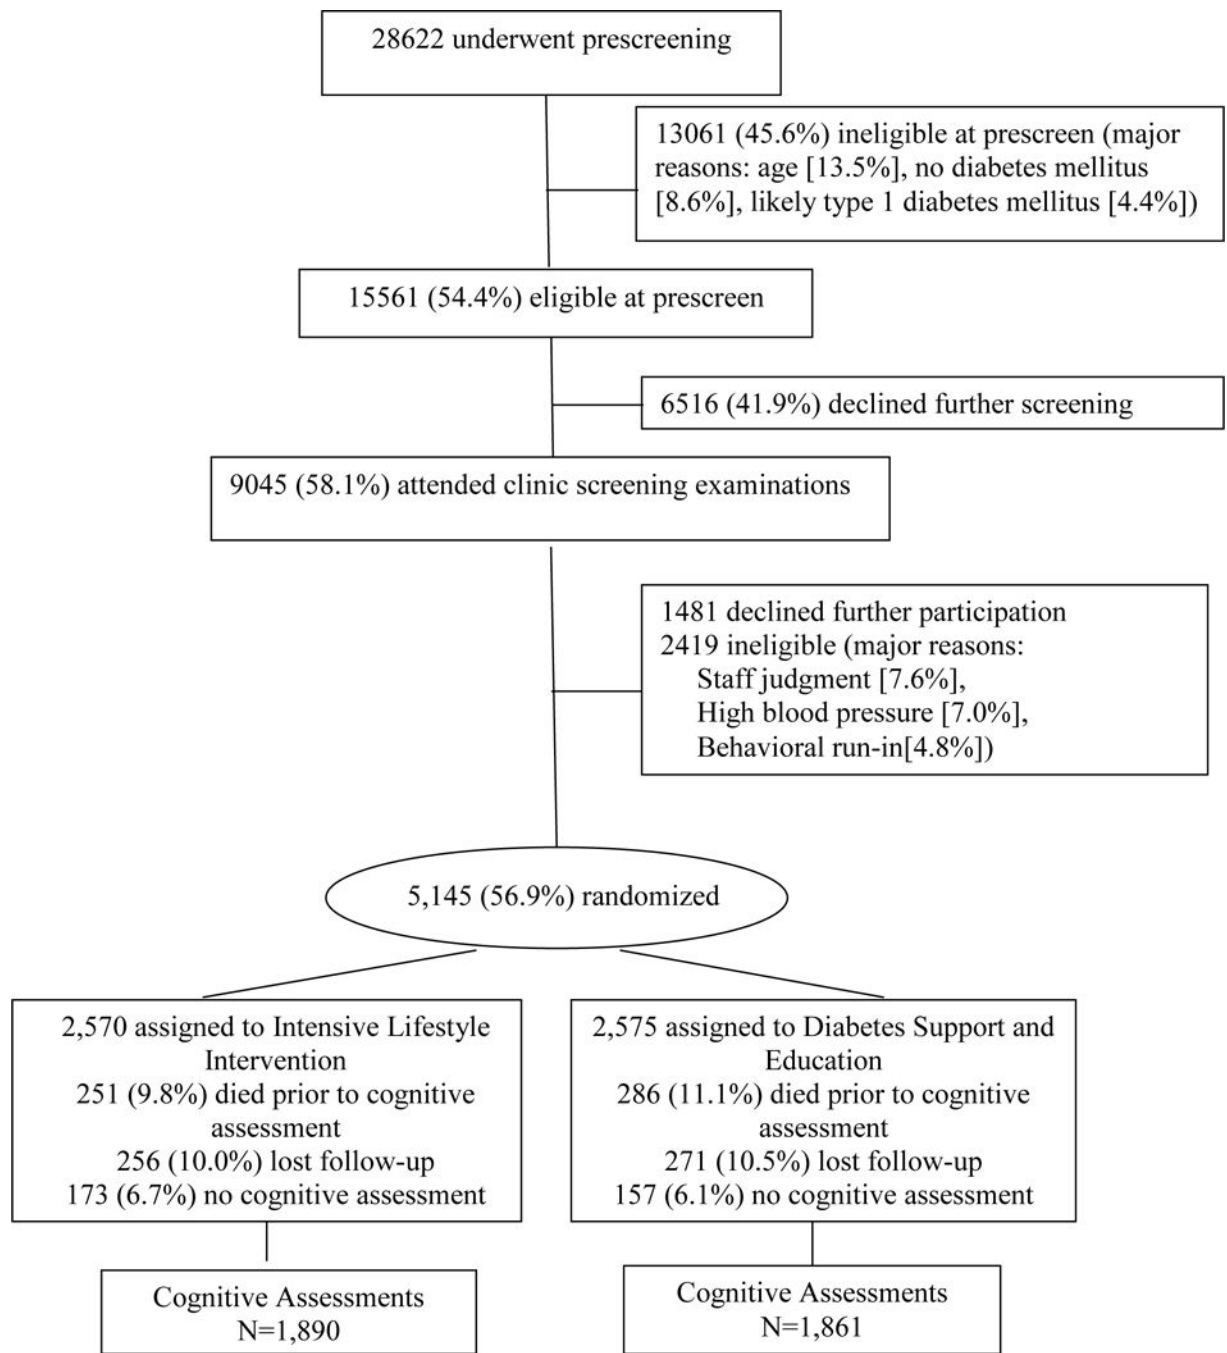 28622 underwent prescreening
13061 (45.6%) ineligible at prescreen (major
reasons: age [13.5%], no diabetes mellitus
[8.6%], likely type 1 diabetes mellitus [4.4%])
15561 (54.4%) eligible at prescreen
6516 (41.9%) declined further screening
9045 (58.1%) attended clinic screening examinations
1481 declined further participation
2419 ineligible (major reasons:
Staff judgment [7.6%],
High blood pressure [7.0%],
Behavioral run-in[4.8%])
5,145 (56.9%) randomized
2,570 assigned to Intensive Lifestyle
Intervention
251 (9.8%) died prior to cognitive
assessment
256 (10.0%) lost follow-up
173 (6.7%) no cognitive assessment
2,575 assigned to Diabetes Support and
Education
286 (11.1%) died prior to cognitive
assessment
271 (10.5%) lost follow-up
157 (6.1%) no cognitive assessment
Cognitive Assessments
N=1,890
Cognitive Assessments
N=1,861